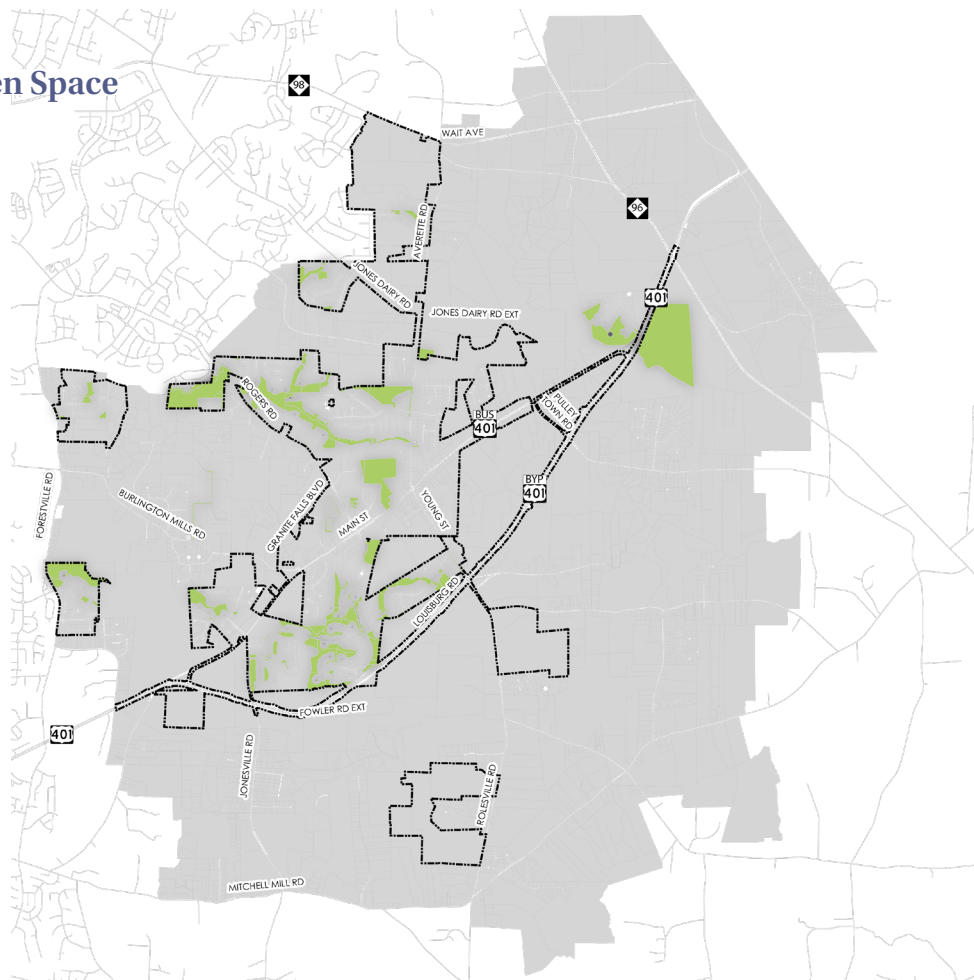 en Space
98
WAIT AVE
96
AVERETTE RD
JONES DAIRY RD
401
JONES DAIRY RD EXT
ROGERS RD
BUS
401
PULLEY
TOWN RD
BYP
401
FORESTVILLE RD
BURLINGTON MILLS RD
GRANITE FALLS BLVD
MAIN ST
YOUNG ST
LOUISBURG RD
FOWLER RD EXT
401
JONESVILLE RD
ROLESVILLE RD
MITCHELL MILL RD